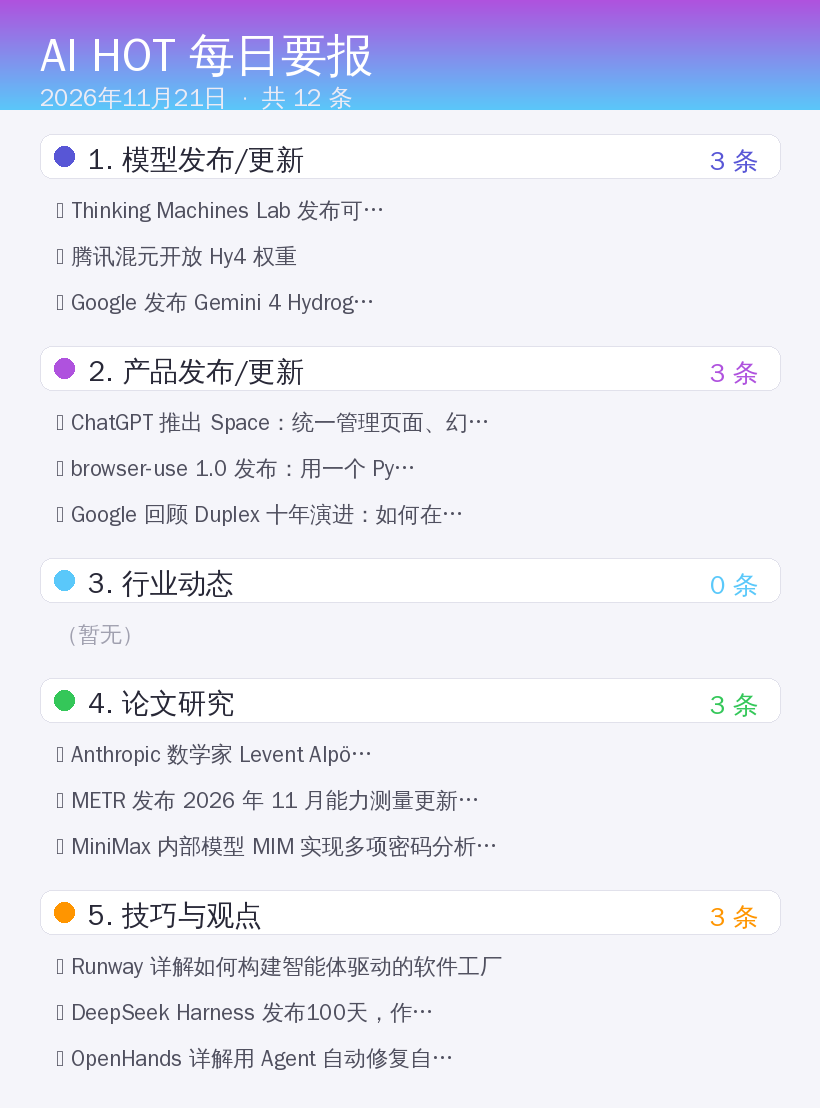 AI HOT 每日要报
2026年11月21日 · 共 12 条
1. 模型发布/更新 3 条
Thinking Machines Lab 发布可…
腾讯混元开放 Hy4 权重
Google 发布 Gemini 4 Hydrog…
2. 产品发布/更新 3 条
ChatGPT 推出 Space：统一管理页面、幻…
browser-use 1.0 发布：用一个 Py…
Google 回顾 Duplex 十年演进：如何在…
3. 行业动态 0 条
（暂无）
4. 论文研究 3 条
Anthropic 数学家 Levent Alpö…
METR 发布 2026 年 11 月能力测量更新…
MiniMax 内部模型 MIM 实现多项密码分析…
5. 技巧与观点 3 条
Runway 详解如何构建智能体驱动的软件工厂
DeepSeek Harness 发布100天，作…
OpenHands 详解用 Agent 自动修复自…